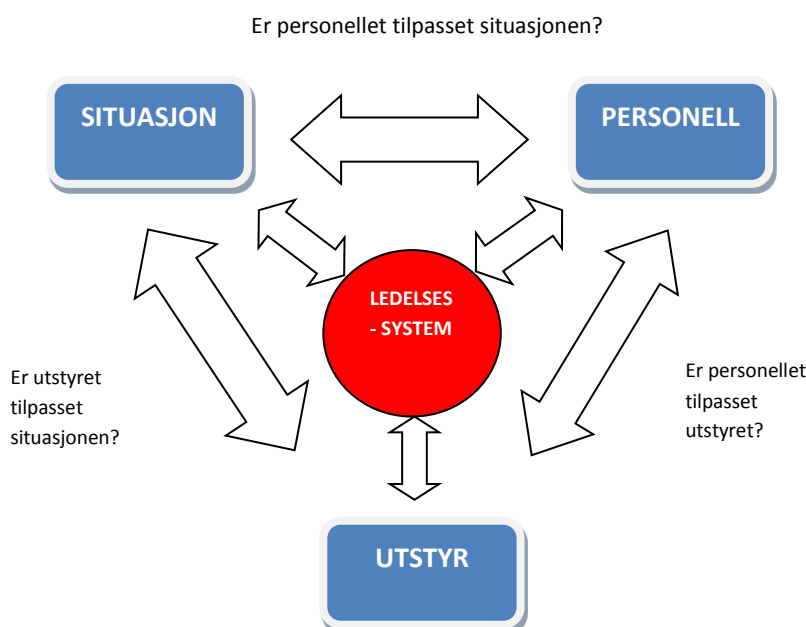 Er personellet tilpasset situasjonen?
SITUASJON
PERSONELL
LEDELSES
- SYSTEM
Er utstyret
tilpasset
situasjonen?
Er personellet
tilpasset
utstyret?
UTSTYR